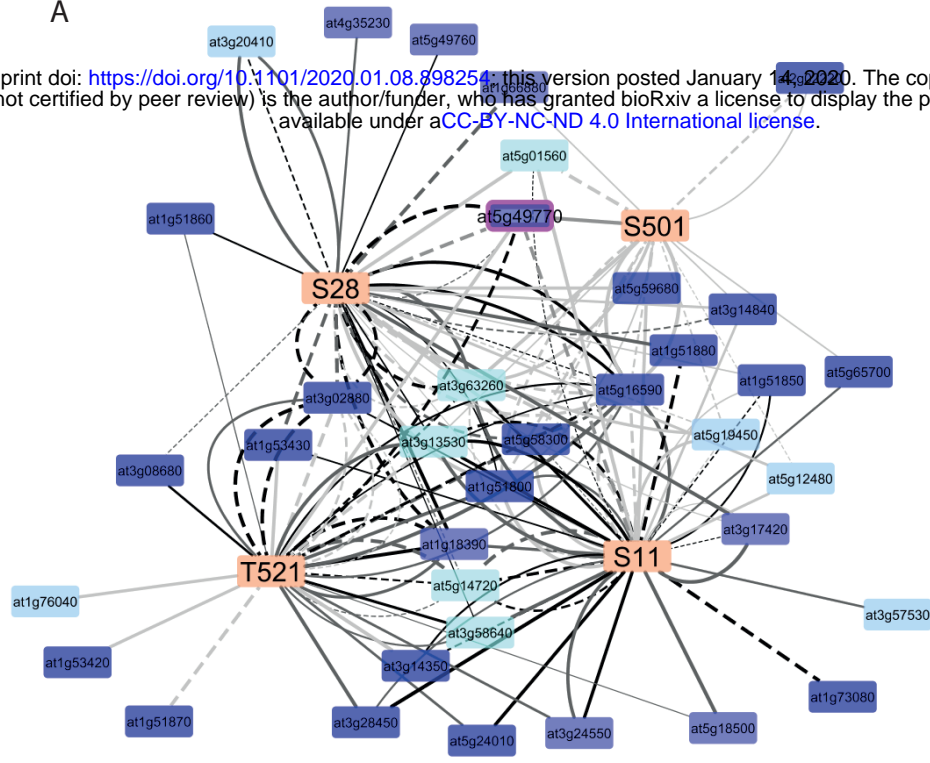 A
at4g35230
at3g20410
at5g49760
print doi: https://doi.org/10.1101/2020.01.08.898254; this version posted January 14, 2020. The cop
at1g66880
not certified by peer review) is the author/funder, who has granted bioRxiv a license to display the p
available under aCC-BY-NC-ND 4.0 International license.
at5g01560
at1g51860
at5g49770
S501
S28
at5g59680
at3g14840
at1g51880
at5g65700
at1g51850
at3g63260
at5g16590
at3g02880
at5g19450
at1g53430
at3g13530
at5g58300
at3g08680
at5g12480
at1g51800
at3g17420
at1g18390
S11
T521
at5g14720
at1g76040
at3g57530
at3g58640
at1g53420
at3g14350
at1g73080
at1g51870
at3g28450
at5g18500
at3g24550
at5g24010